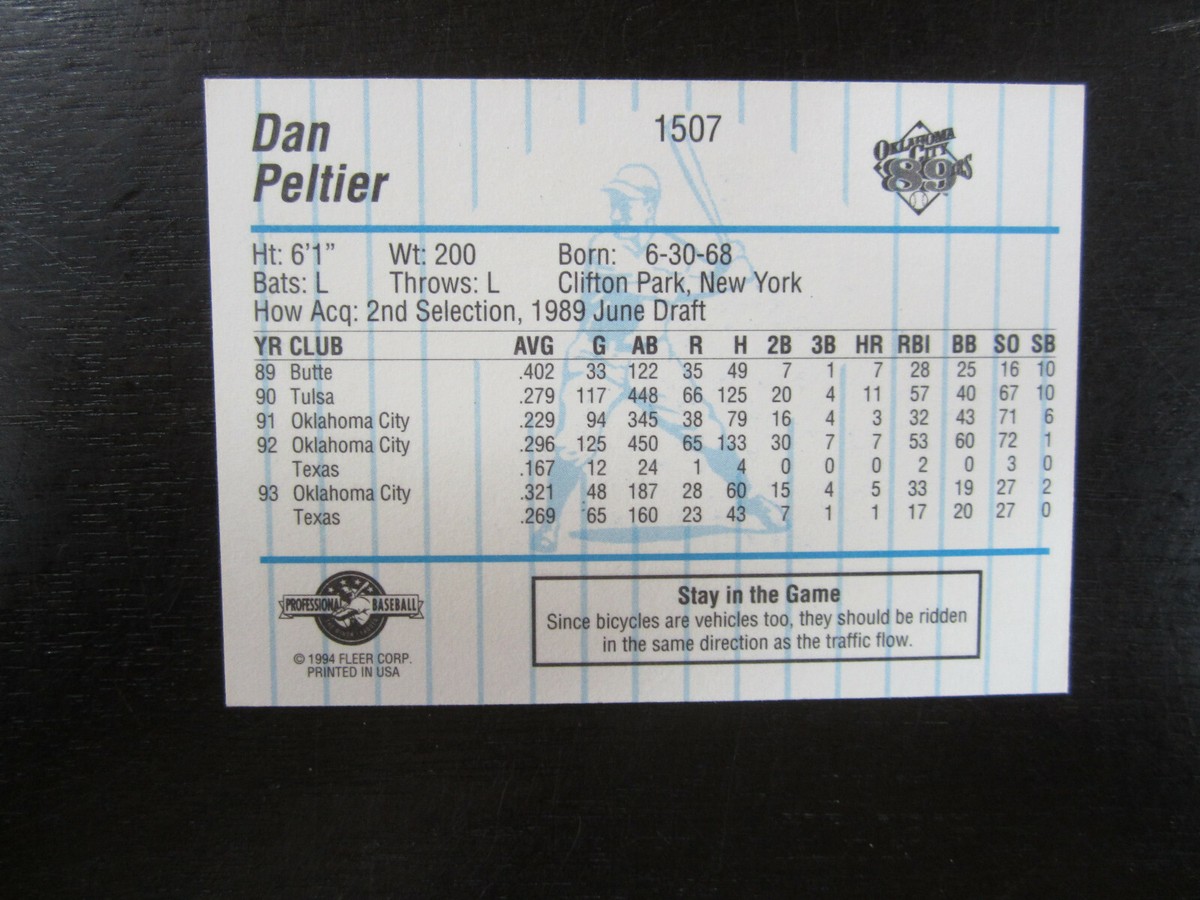 Dan
Peltier
1507
OKLAHOMA
CITY
89ERS
Ht: 6'1" Wt: 200 Born: 6-30-68
Bats: L Throws: L Clifton Park, New York
How Acq: 2nd Selection, 1989 June Draft
YR CLUB AVG G AB R H 2B 3B HR RBI BB SO SB
89 Butte .402 33 122 35 49 7 1 7 28 25 16 10
90 Tulsa .279 117 448 66 125 20 4 11 57 40 67 10
91 Oklahoma City .229 94 345 38 79 16 4 3 32 43 71 6
92 Oklahoma City .296 125 450 65 133 30 7 7 53 60 72 1
Texas .167 12 24 1 4 0 0 0 2 0 3 0
93 Oklahoma City .321 48 187 28 60 15 4 5 33 19 27 2
Texas .269 65 160 23 43 7 1 1 17 20 27 0
PROFESSIONAL BASEBALL
© 1994 FLEER CORP.
PRINTED IN USA
Stay in the Game
Since bicycles are vehicles too, they should be ridden
in the same direction as the traffic flow.